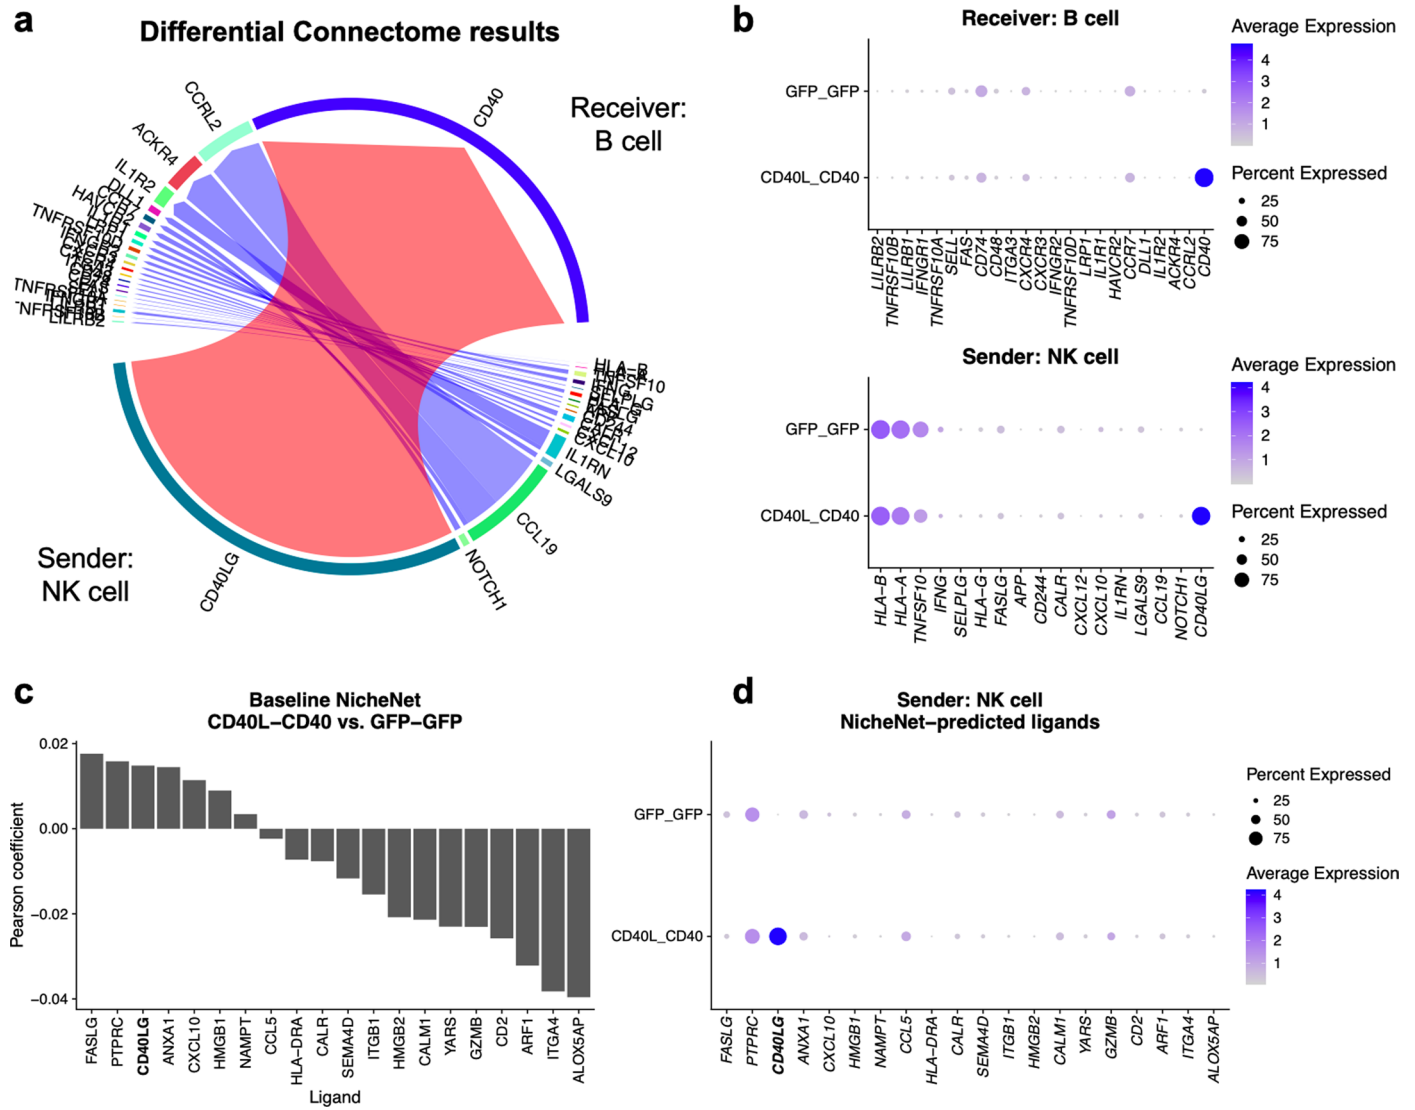 a
Differential Connectome results
Receiver:
B cell
CD40
CCRL2
ACKR4
IL1R2
DLL1
LILRB2
HLA-B
TNFSF10
CD244
CXCL12
CXCL10
IL1RN
LGALS9
CCL19
NOTCH1
CD40LG
Sender:
NK cell
b
Receiver: B cell
GFP_GFP
CD40L_CD40
LILRB2
TNFRSF10B
LILRB1
IFNGR1
TNFRSF10A
SELL
FAS
CD74
CD48
ITGA3
CXCR4
CXCR3
IFNGR2
TNFRSF10D
LRP1
IL1R1
HAVCR2
CCR7
DLL1
IL1R2
ACKR4
CCRL2
CD40
Average Expression
4
3
2
1
Percent Expressed
25
50
75
Sender: NK cell
GFP_GFP
CD40L_CD40
HLA-B
HLA-A
TNFSF10
IFNG
SELPLG
HLA-G
FASLG
APP
CD244
CALR
CXCL12
CXCL10
IL1RN
LGALS9
CCL19
NOTCH1
CD40LG
Average Expression
4
3
2
1
Percent Expressed
25
50
75
c
Baseline NicheNet
CD40L-CD40 vs. GFP-GFP
Pearson coefficient
0.02
0.00
-0.02
-0.04
FASLG
PTPRC
CD40LG
ANXA1
CXCL10
HMGB1
NAMPT
CCL5
HLA-DRA
CALR
SEMA4D
ITGB1
HMGB2
CALM1
YARS
GZMB
CD2
ARF1
ITGA4
ALOX5AP
Ligand
d
Sender: NK cell
NicheNet-predicted ligands
GFP_GFP
CD40L_CD40
FASLG
PTPRC
CD40LG
ANXA1
CXCL10
HMGB1
NAMPT
CCL5
HLA-DRA
CALR
SEMA4D
ITGB1
HMGB2
CALM1
YARS
GZMB
CD2
ARF1
ITGA4
ALOX5AP
Percent Expressed
25
50
75
Average Expression
4
3
2
1